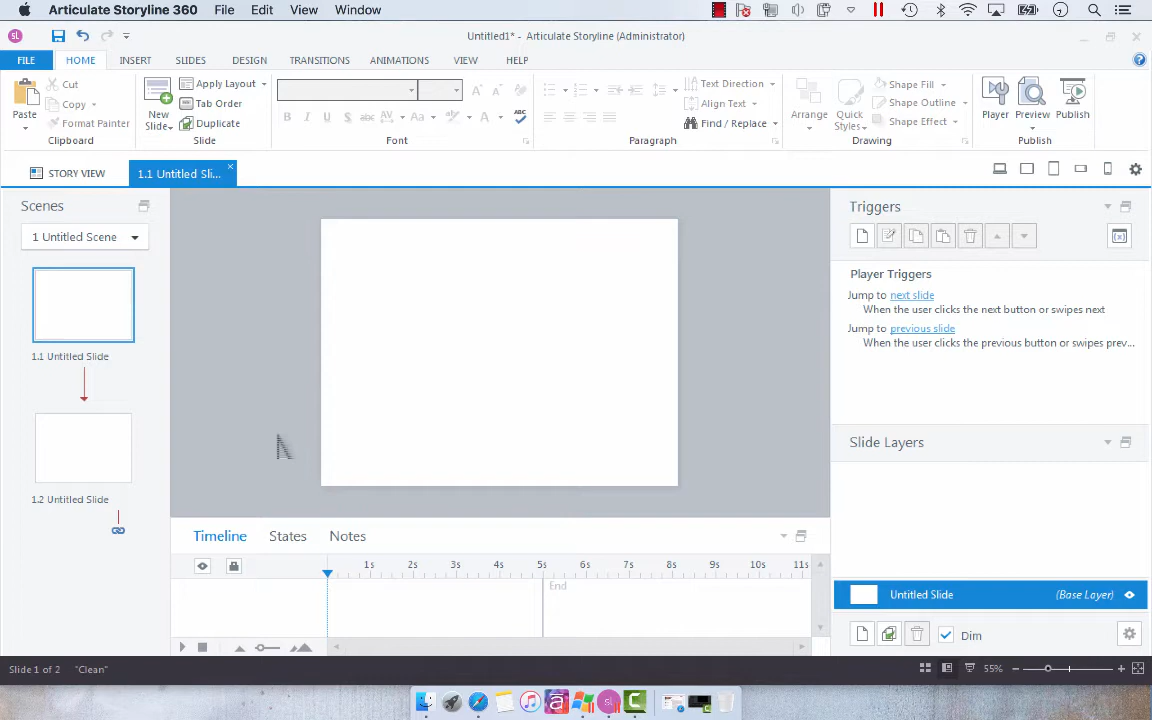 Articulate Storyline 360 File Edit View Window
Untitled1* - Articulate Storyline (Administrator)
FILE HOME INSERT SLIDES DESIGN TRANSITIONS ANIMATIONS VIEW HELP
Paste
Cut
Copy
Format Painter
Clipboard
New Slide
Apply Layout
Tab Order
Duplicate
Slide
B I U S abc AV Aa A
Font
Text Direction
Align Text
Find / Replace
Paragraph
Arrange
Quick Styles
Shape Fill
Shape Outline
Shape Effect
Drawing
Player Preview Publish
Publish
STORY VIEW 1.1 Untitled Sli...
Scenes
1 Untitled Scene
1.1 Untitled Slide
1.2 Untitled Slide
Timeline States Notes
1s 2s 3s 4s 5s 6s 7s 8s 9s 10s 11s
End
Triggers
Player Triggers
Jump to next slide
When the user clicks the next button or swipes next
Jump to previous slide
When the user clicks the previous button or swipes prev...
Slide Layers
Untitled Slide (Base Layer)
Dim
Slide 1 of 2 "Clean" 55%